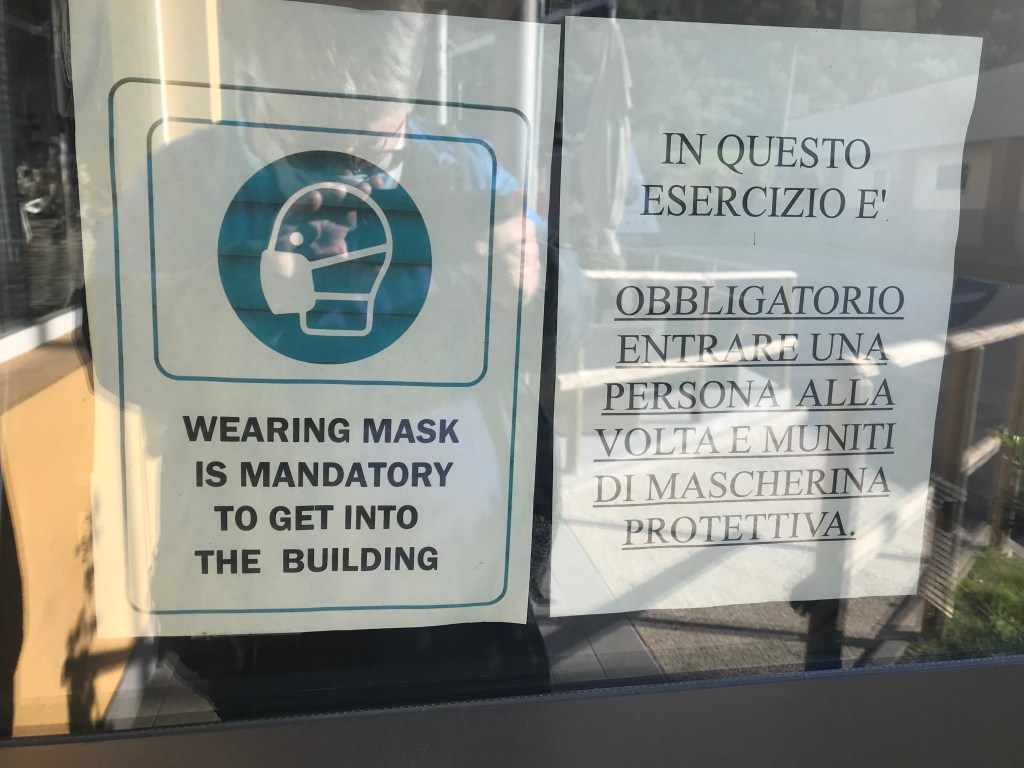 WEARING MASK
IS MANDATORY
TO GET INTO
THE BUILDING
IN QUESTO
ESERCIZIO E'
OBBLIGATORIO
ENTRARE UNA
PERSONA ALLA
VOLTA E MUNITI
DI MASCHERINA
PROTETTIVA.